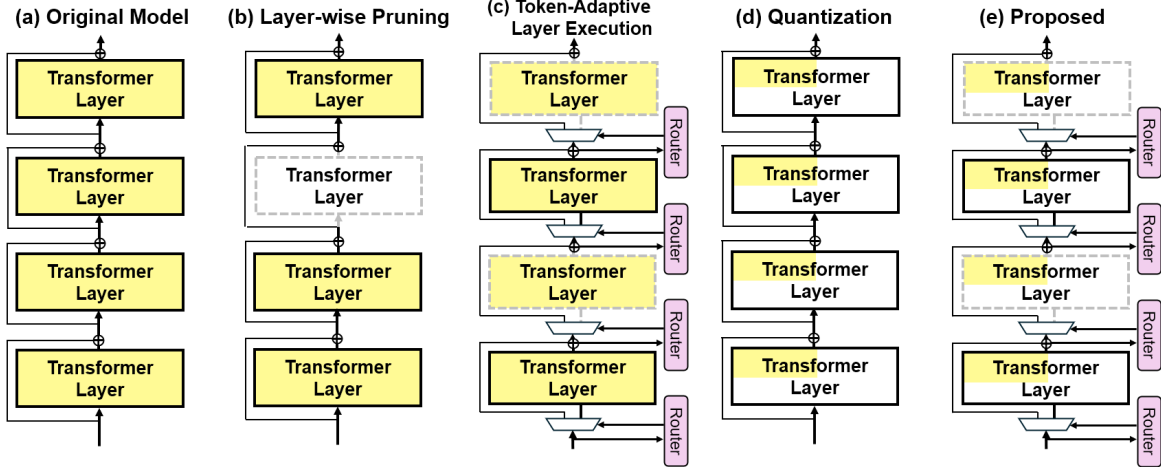 (a) Original Model
Transformer
Layer
Transformer
Layer
Transformer
Layer
Transformer
Layer
(b) Layer-wise Pruning
Transformer
Layer
Transformer
Layer
Transformer
Layer
Transformer
Layer
(c) Token-Adaptive
Layer Execution
Transformer
Layer
Router
Transformer
Layer
Router
Transformer
Layer
Router
Transformer
Layer
Router
(d) Quantization
Transformer
Layer
Transformer
Layer
Transformer
Layer
Transformer
Layer
(e) Proposed
Transformer
Layer
Router
Transformer
Layer
Router
Transformer
Layer
Router
Transformer
Layer
Router